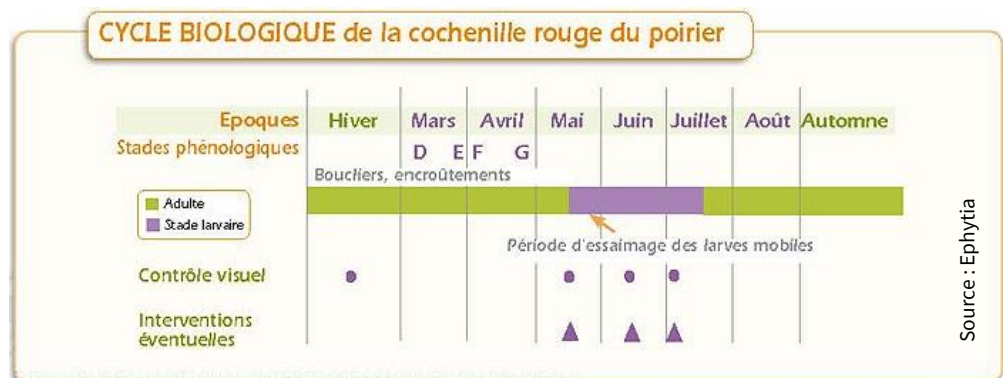 CYCLE BIOLOGIQUE de la cochenille rouge du poirier
Epoques Hiver Mars Avril Mai Juin Juillet Août Automne
Stades phénologiques D E F G
Boucliers, encroûtements
Adulte
Stade larvaire
Période d'essaimage des larves mobiles
Contrôle visuel
Interventions
éventuelles
Source : Ephytia